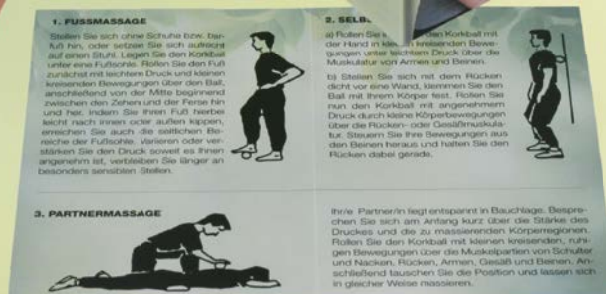 1. FUSSMASSAGE
Stellen Sie sich ohne Schuhe bzw. bar-
fuß hin, oder setzen Sie sich aufrecht
auf einen Stuhl. Legen Sie den Korkball
unter eine Fußsohle. Rollen Sie den Fuß
zunächst mit leichtere Druck und kleinen
kreisenden Bewegungen über den Ball,
anschließend von der Mitte beginnend
zwischen den Zehen und der Ferse hin
und her. Indem Sie Ihren Fuß hierbei
leicht nach innen oder außen kippen,
erreichen Sie auch die seitlichen Be-
reiche der Fußsohle. Variieren oder ver-
stärken Sie den Druck soweit es Ihnen
angenehm ist, verbleiben Sie länger an
besonders sensiblen Stellen.
2. SELB
a) Rollen Sie den Korkball mit
der Hand in kreisenden Bewe-
gungen unter leichtem Druck über die
Muskulatur von Armen und Beinen.
b) Stellen Sie sich mit dem Rücken
dicht vor eine Wand, klemmen Sie den
Ball mit Ihrem Körper fest. Rollen Sie
nun den Korkball mit angenehmem
Druck durch kleine Körperbewegungen
über die Rücken- oder Gesäßmuskula-
tur. Steuern Sie Ihre Bewegungen aus
den Beinen heraus und halten Sie den
Rücken dabei gerade.
3. PARTNERMASSAGE
Ihr/e Partner/in liegt entspannt in Bauchlage. Bespre-
chen Sie sich am Anfang kurz über die Stärke des
Druckes und die zu massierenden Körperregionen.
Rollen Sie den Korkball mit kleinen kreisenden, ruhi-
gen Bewegungen über die Muskelpartien von Schulter
und Nacken, Rücken, Armen, Gesäß und Beinen. An-
schließend tauschen Sie die Position und lassen sich
in gleicher Weise massieren.